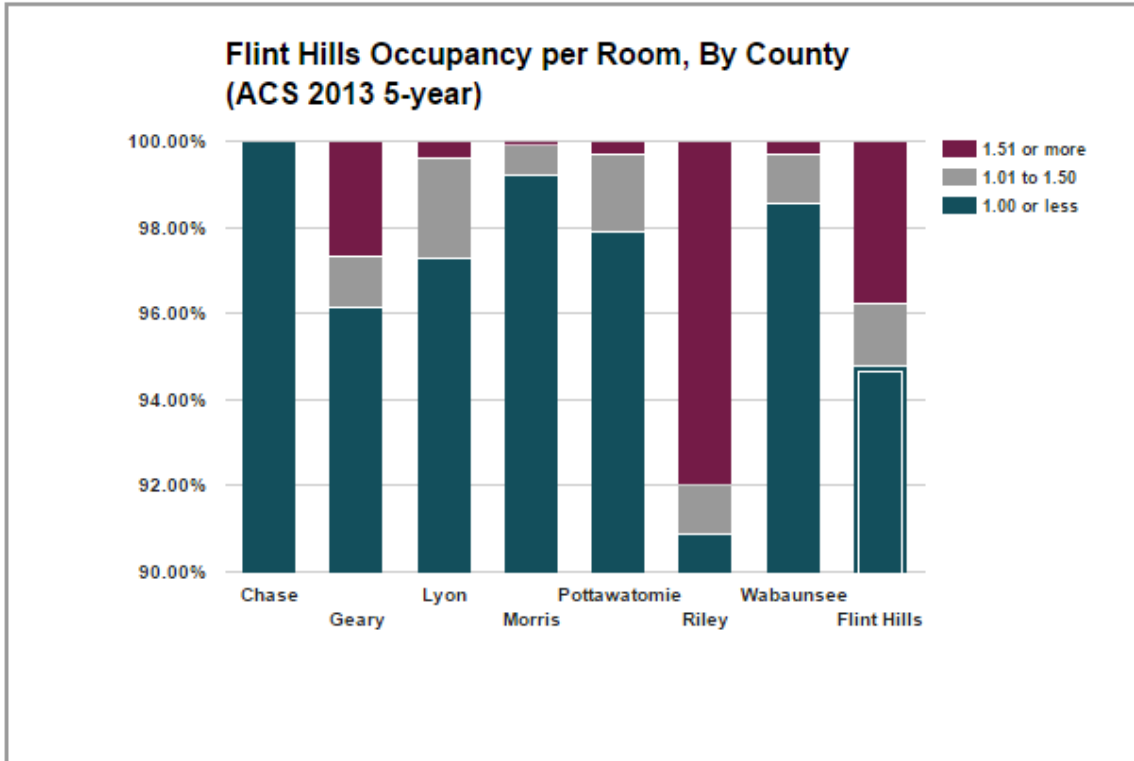 Flint Hills Occupancy per Room, By County
(ACS 2013 5-year)
100.00%
98.00%
96.00%
94.00%
92.00%
90.00%
1.51 or more
1.01 to 1.50
1.00 or less
Chase
Geary
Lyon
Morris
Pottawatomie
Riley
Wabaunsee
Flint Hills